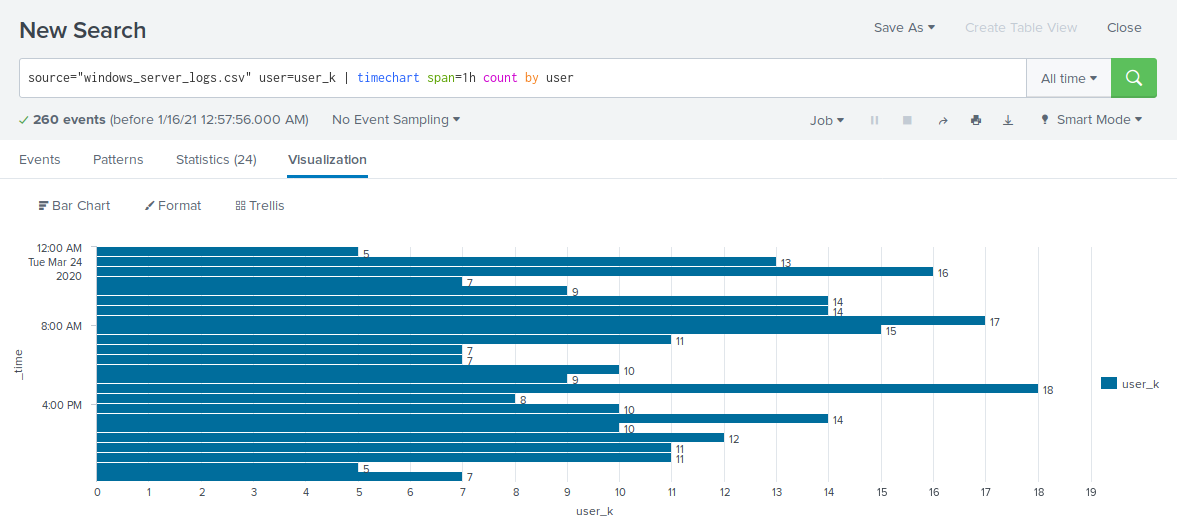 New Search
Save As
Create Table View
Close
source="windows_server_logs.csv" user=user_k | timechart span=1h count by user
All time
260 events (before 1/16/21 12:57:56.000 AM)
No Event Sampling
Job
Smart Mode
Events
Patterns
Statistics (24)
Visualization
Bar Chart
Format
Trellis
12:00 AM
Tue Mar 24
2020
8:00 AM
4:00 PM
_time
5
13
16
7
9
14
14
17
15
11
7
7
10
9
18
8
10
14
10
12
11
11
5
7
0 1 2 3 4 5 6 7 8 9 10 11 12 13 14 15 16 17 18 19
user_k
user_k